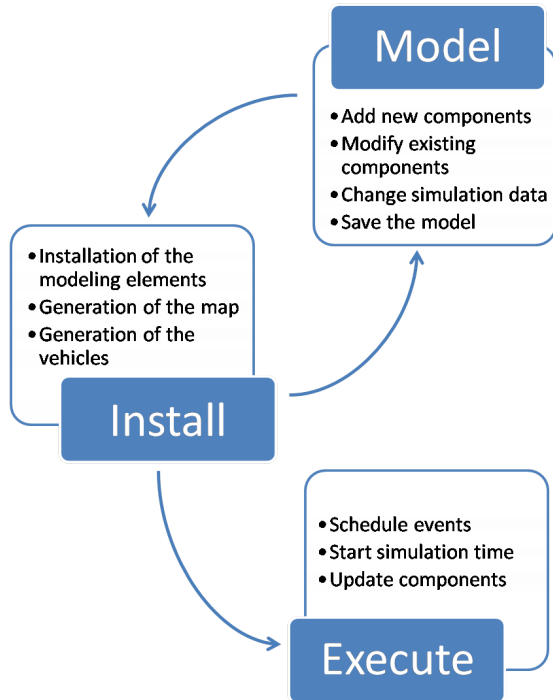 Model
•Add new components
•Modify existing
components
•Change simulation data
•Save the model
•Installation of the
modeling elements
•Generation of the map
•Generation of the
vehicles
Install
•Schedule events
•Start simulation time
•Update components
Execute